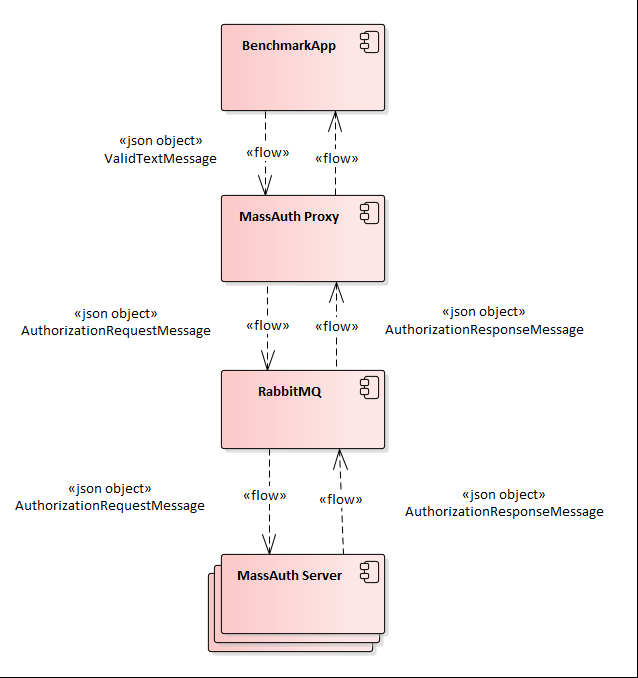 BenchmarkApp
«json object»
ValidTextMessage
«flow»
«flow»
MassAuth Proxy
«json object»
AuthorizationRequestMessage
«flow»
«flow»
«json object»
AuthorizationResponseMessage
RabbitMQ
«json object»
AuthorizationRequestMessage
«flow»
«flow»
«json object»
AuthorizationResponseMessage
MassAuth Server